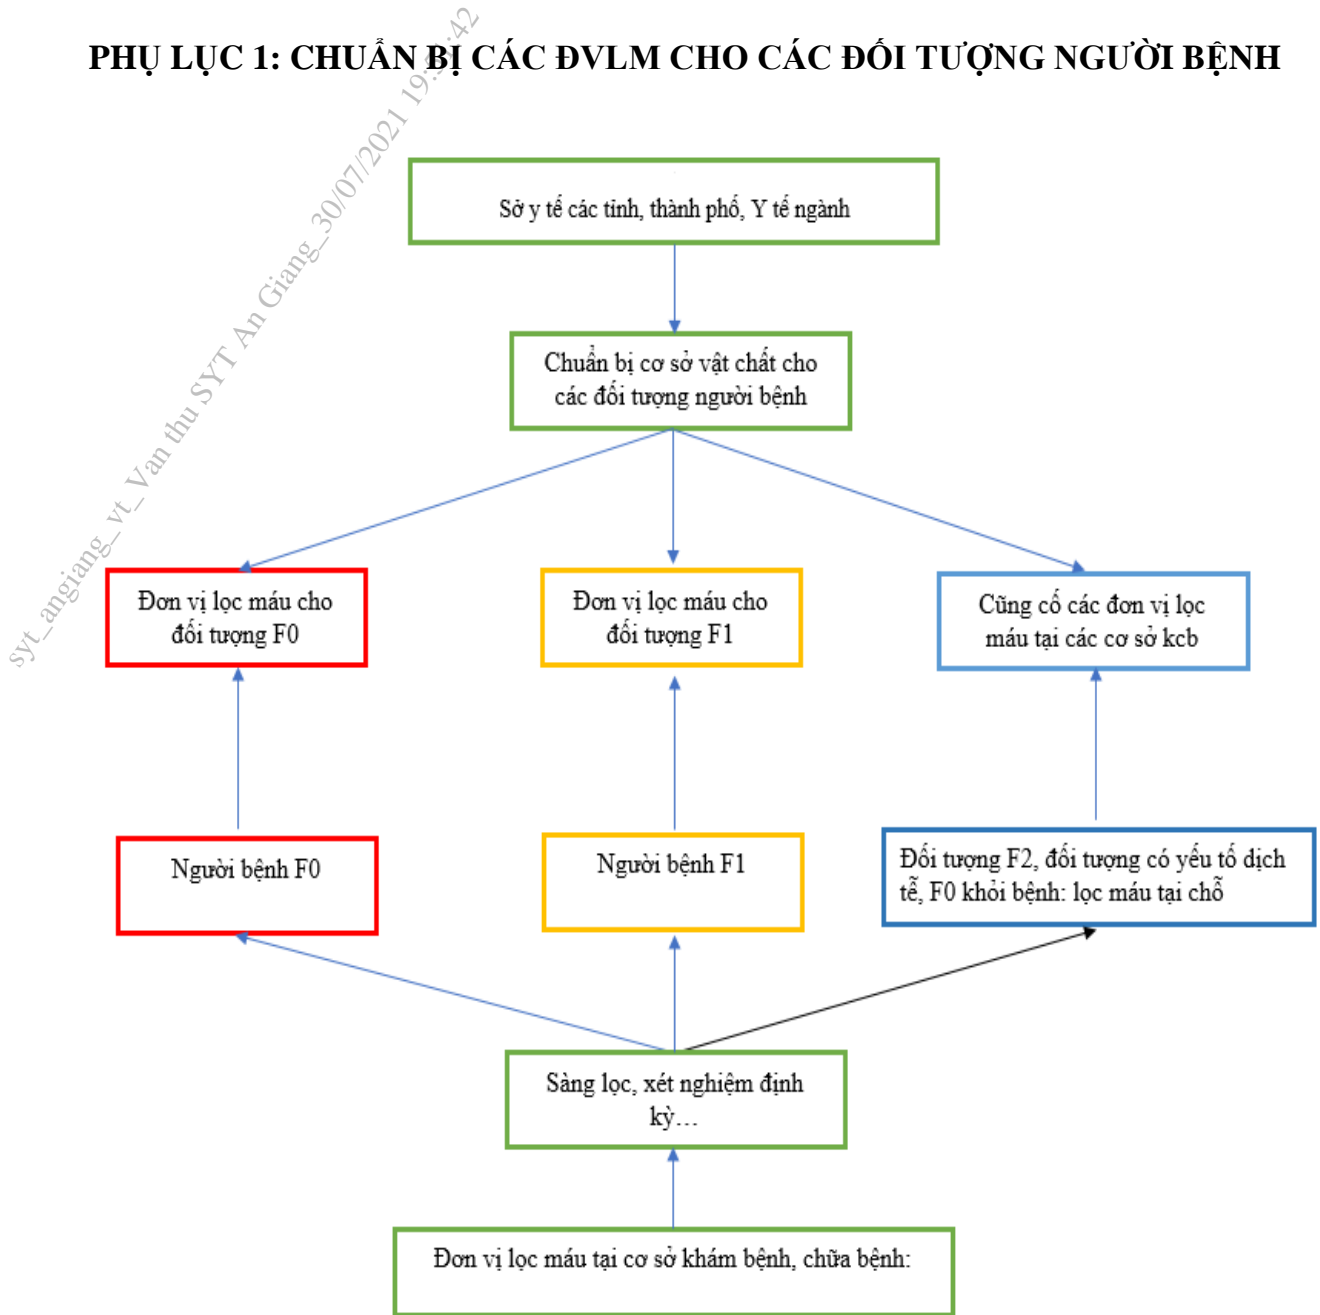 PHỤ LỤC 1: CHUẨN BỊ CÁC ĐVLM CHO CÁC ĐỐI TƯỢNG NGƯỜI BỆNH
Sở y tế các tỉnh, thành phố, Y tế ngành
Chuẩn bị cơ sở vật chất cho
các đối tượng người bệnh
Đơn vị lọc máu cho
đối tượng F0
Đơn vị lọc máu cho
đối tượng F1
Cũng cố các đơn vị lọc
máu tại các cơ sở kcb
Người bệnh F0
Người bệnh F1
Đối tượng F2, đối tượng có yếu tố dịch
tễ, F0 khỏi bệnh: lọc máu tại chỗ
Sàng lọc, xét nghiệm định
kỳ...
Đơn vị lọc máu tại cơ sở khám bệnh, chữa bệnh:
syt_angiang_vt_Van thu SYT An Giang_30/07/2021